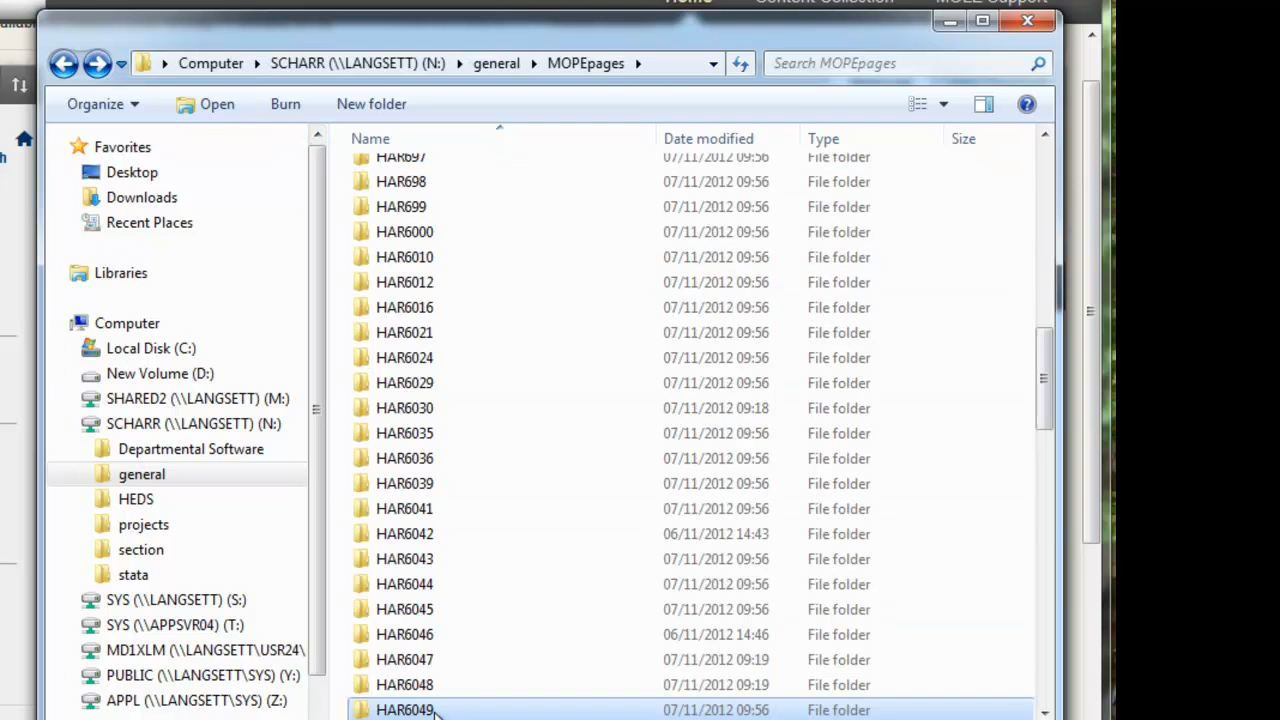 Computer SCHARR (\\LANGSETT) (N:) general MOPEpages Search MOPEpages
Organize Open Burn New folder
Favorites
Desktop
Downloads
Recent Places
Libraries
Computer
Local Disk (C:)
New Volume (D:)
SHARED2 (\\LANGSETT) (M:)
SCHARR (\\LANGSETT) (N:)
Departmental Software
general
HEDS
projects
section
stata
SYS (\\LANGSETT) (S:)
SYS (\\APPSVR04) (T:)
MD1XLM (\\LANGSETT\USR24\
PUBLIC (\\LANGSETT\SYS) (Y:)
APPL (\\LANGSETT\SYS) (Z:)
Name Date modified Type Size
HAR697 07/11/2012 09:56 File folder
HAR698 07/11/2012 09:56 File folder
HAR699 07/11/2012 09:56 File folder
HAR6000 07/11/2012 09:56 File folder
HAR6010 07/11/2012 09:56 File folder
HAR6012 07/11/2012 09:56 File folder
HAR6016 07/11/2012 09:56 File folder
HAR6021 07/11/2012 09:56 File folder
HAR6024 07/11/2012 09:56 File folder
HAR6029 07/11/2012 09:56 File folder
HAR6030 07/11/2012 09:18 File folder
HAR6035 07/11/2012 09:56 File folder
HAR6036 07/11/2012 09:56 File folder
HAR6039 07/11/2012 09:56 File folder
HAR6041 07/11/2012 09:56 File folder
HAR6042 06/11/2012 14:43 File folder
HAR6043 07/11/2012 09:56 File folder
HAR6044 07/11/2012 09:56 File folder
HAR6045 07/11/2012 09:56 File folder
HAR6046 06/11/2012 14:46 File folder
HAR6047 07/11/2012 09:19 File folder
HAR6048 07/11/2012 09:19 File folder
HAR6049 07/11/2012 09:56 File folder